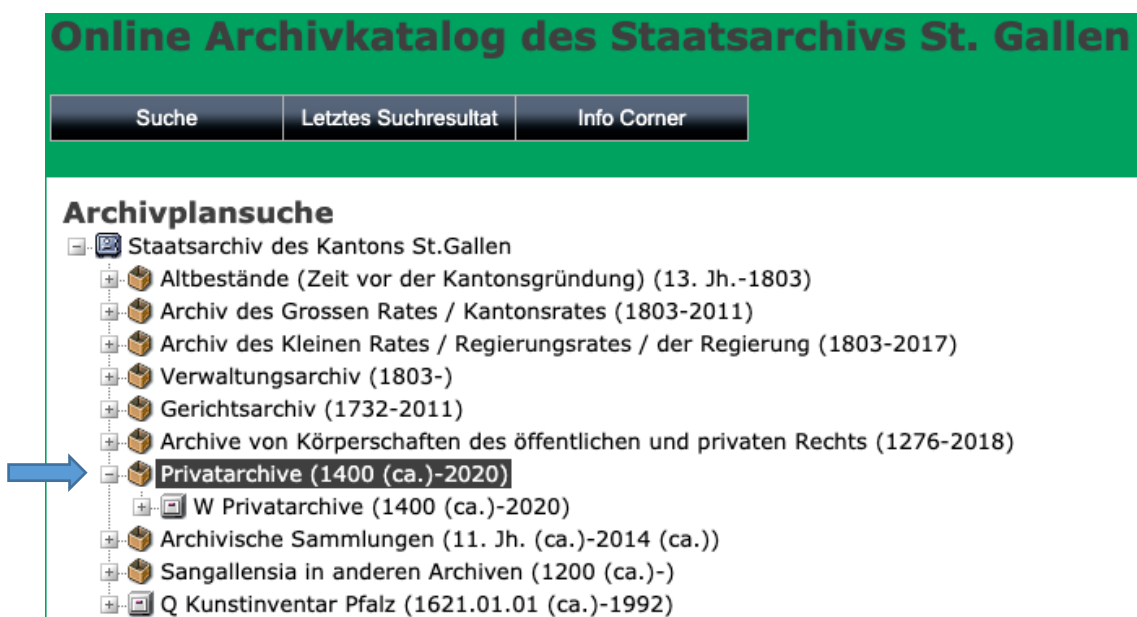 Online Archivkatalog des Staatsarchivs St. Gallen
Suche Letztes Suchresultat Info Corner
Archivplansuche
Staatsarchiv des Kantons St.Gallen
Altbestände (Zeit vor der Kantonsgründung) (13. Jh.-1803)
Archiv des Grossen Rates / Kantonsrates (1803-2011)
Archiv des Kleinen Rates / Regierungsrates / der Regierung (1803-2017)
Verwaltungsarchiv (1803-)
Gerichtsarchiv (1732-2011)
Archive von Körperschaften des öffentlichen und privaten Rechts (1276-2018)
Privatarchive (1400 (ca.)-2020)
W Privatarchive (1400 (ca.)-2020)
Archivische Sammlungen (11. Jh. (ca.)-2014 (ca.))
Sangallensia in anderen Archiven (1200 (ca.)-)
Q Kunstinventar Pfalz (1621.01.01 (ca.)-1992)